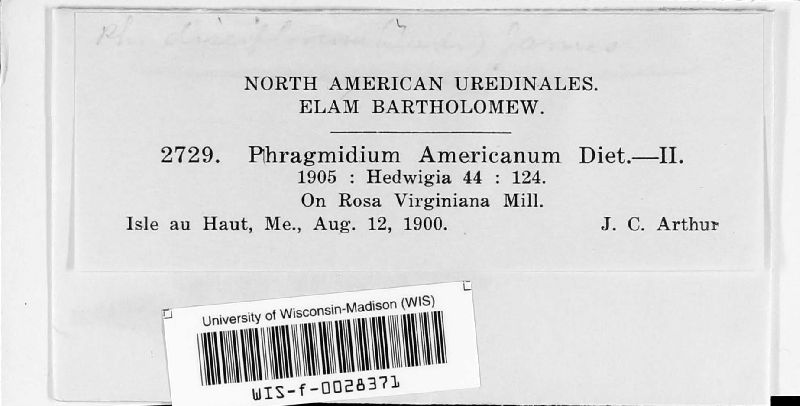 NORTH AMERICAN UREDINALES.
ELAM BARTHOLOMEW.
2729. Phragmidium Americanum Diet.—II.
1905 : Hedwigia 44 : 124.
On Rosa Virginiana Mill.
Isle au Haut, Me., Aug. 12, 1900. J. C. Arthur
University of Wisconsin-Madison (WIS)
WIS-f-0028371